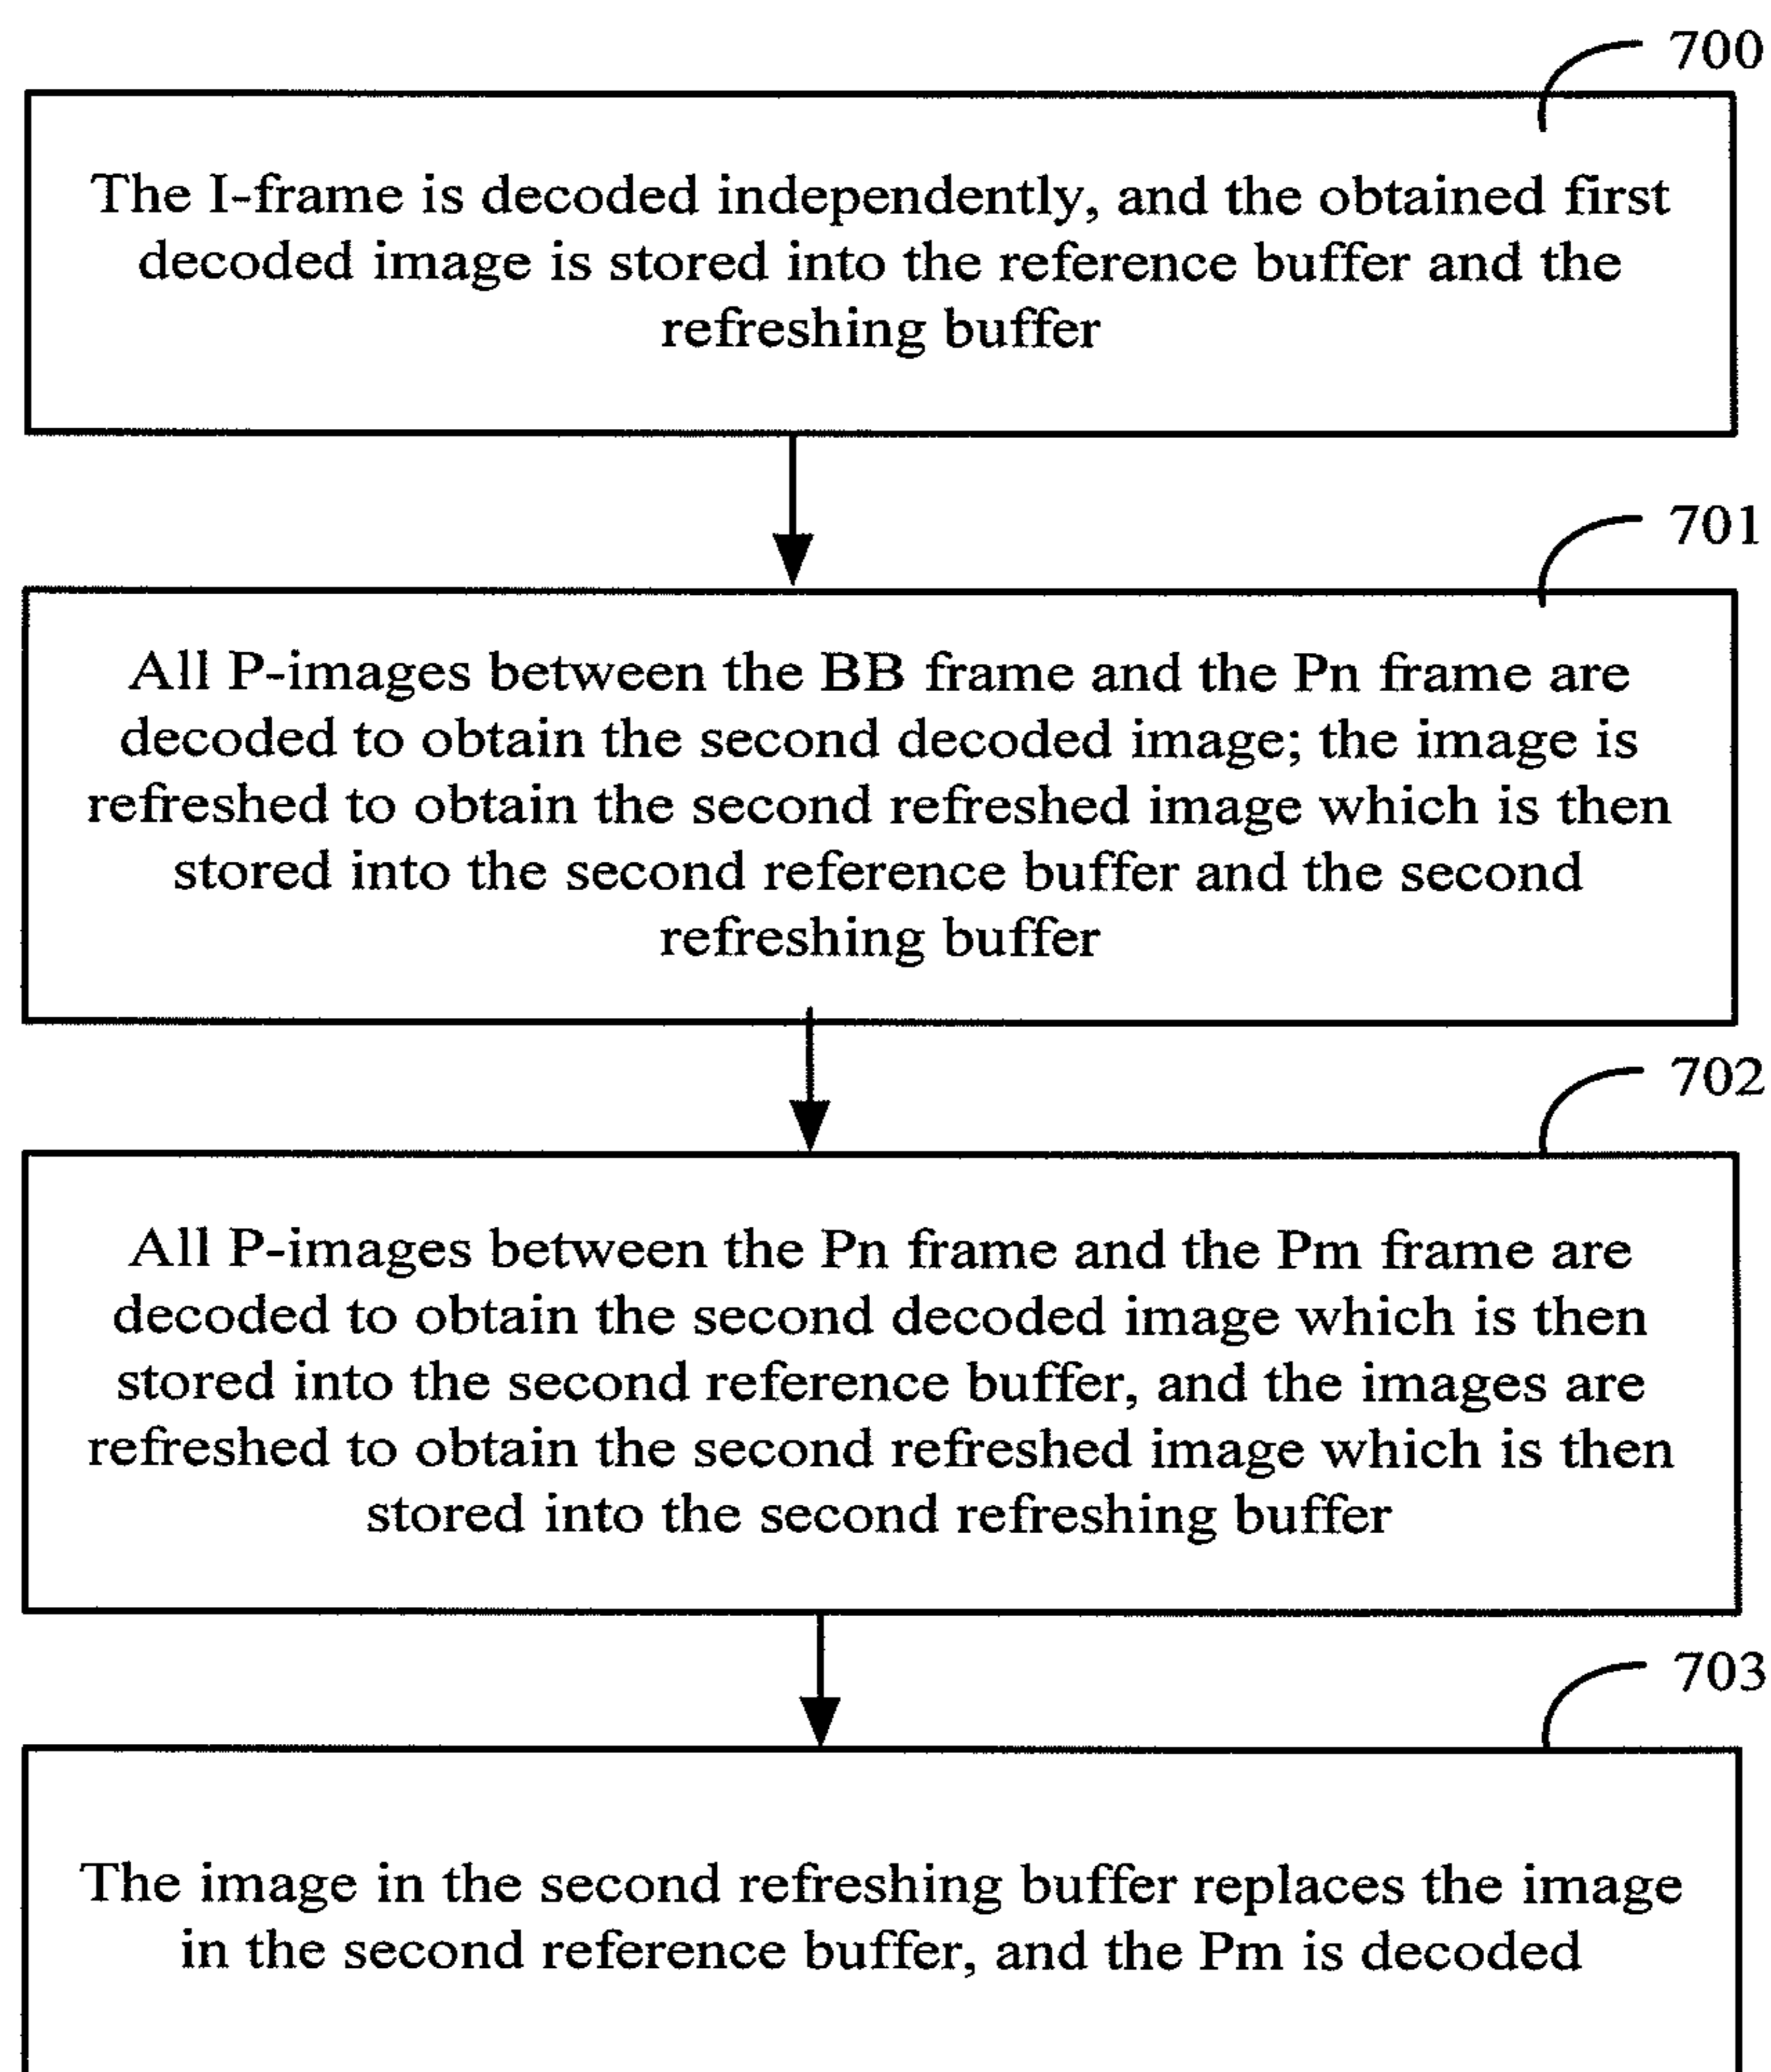 700
The I-frame is decoded independently, and the obtained first
decoded image is stored into the reference buffer and the
refreshing buffer
701
All P-images between the BB frame and the Pn frame are
decoded to obtain the second decoded image; the image is
refreshed to obtain the second refreshed image which is then
stored into the second reference buffer and the second
refreshing buffer
702
All P-images between the Pn frame and the Pm frame are
decoded to obtain the second decoded image which is then
stored into the second reference buffer, and the images are
refreshed to obtain the second refreshed image which is then
stored into the second refreshing buffer
703
The image in the second refreshing buffer replaces the image
in the second reference buffer, and the Pm is decoded